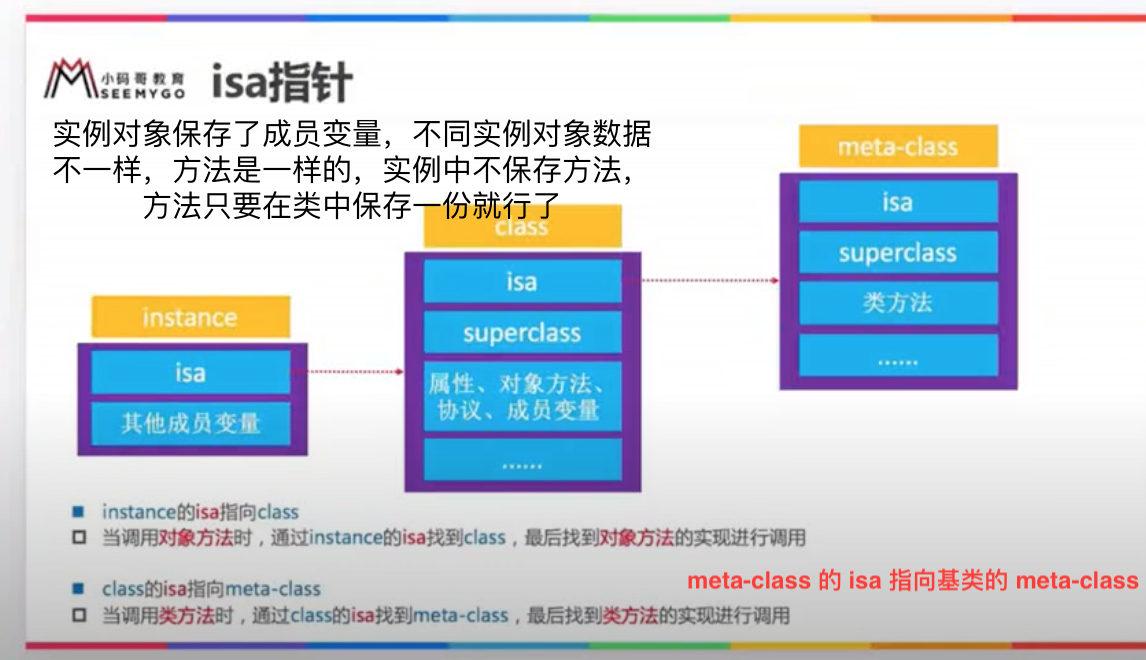 小码哥教育
SEEMYGO
isa指针
实例对象保存了成员变量，不同实例对象数据
不一样，方法是一样的，实例中不保存方法，
方法只要在类中保存一份就行了
instance
isa
其他成员变量
class
isa
superclass
属性、对象方法、
协议、成员变量
......
meta-class
isa
superclass
类方法
......
instance的isa指向class
当调用对象方法时，通过instance的isa找到class，最后找到对象方法的实现进行调用
class的isa指向meta-class
当调用类方法时，通过class的isa找到meta-class，最后找到类方法的实现进行调用
meta-class 的 isa 指向基类的 meta-class